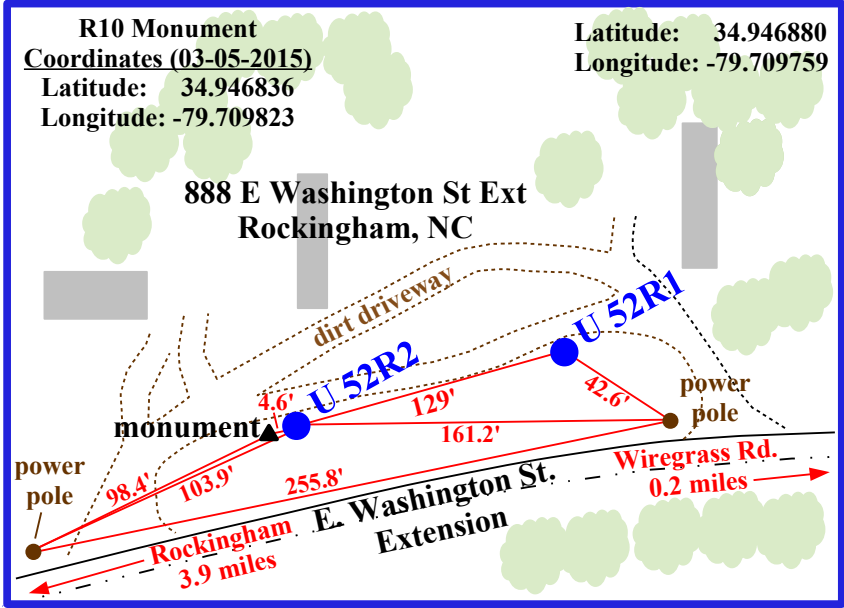 R10 Monument
Coordinates (03-05-2015)
Latitude: 34.946836
Longitude: -79.709823
Latitude: 34.946880
Longitude: -79.709759
888 E Washington St Ext
Rockingham, NC
dirt driveway
U 52R1
U 52R2
4.6'
129'
42.6'
power
pole
monument
161.2'
98.4'
103.9'
255.8'
power
pole
E. Washington St.
Extension
Wiregrass Rd.
0.2 miles
Rockingham
3.9 miles